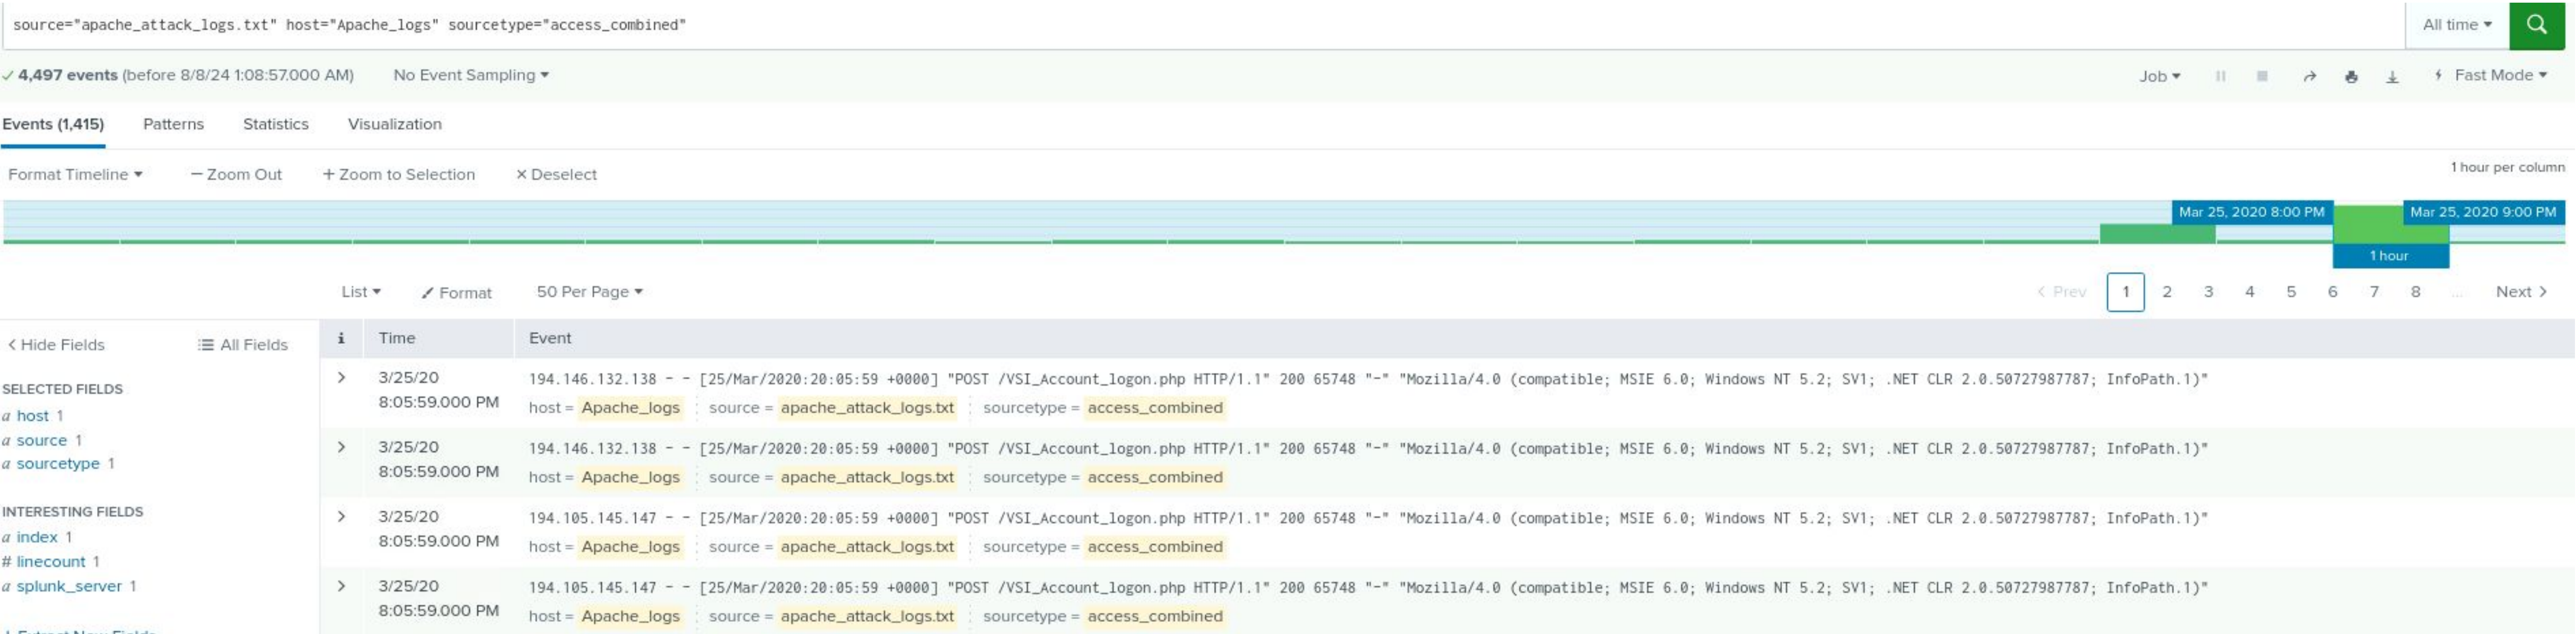 source="apache_attack_logs.txt" host="Apache_logs" sourcetype="access_combined"
All time
4,497 events (before 8/8/24 1:08:57.000 AM)
No Event Sampling
Job
Fast Mode
Events (1,415)
Patterns
Statistics
Visualization
Format Timeline
— Zoom Out
+ Zoom to Selection
× Deselect
1 hour per column
Mar 25, 2020 8:00 PM
Mar 25, 2020 9:00 PM
1 hour
List
Format
50 Per Page
< Prev
1 2 3 4 5 6 7 8 ...
Next >
< Hide Fields
All Fields
SELECTED FIELDS
a host 1
a source 1
a sourcetype 1
INTERESTING FIELDS
a index 1
# linecount 1
a splunk_server 1
i Time Event
3/25/20
8:05:59.000 PM
194.146.132.138 - - [25/Mar/2020:20:05:59 +0000] "POST /VSI_Account_logon.php HTTP/1.1" 200 65748 "-" "Mozilla/4.0 (compatible; MSIE 6.0; Windows NT 5.2; SV1; .NET CLR 2.0.50727987787; InfoPath.1)"
host = Apache_logs source = apache_attack_logs.txt sourcetype = access_combined
3/25/20
8:05:59.000 PM
194.146.132.138 - - [25/Mar/2020:20:05:59 +0000] "POST /VSI_Account_logon.php HTTP/1.1" 200 65748 "-" "Mozilla/4.0 (compatible; MSIE 6.0; Windows NT 5.2; SV1; .NET CLR 2.0.50727987787; InfoPath.1)"
host = Apache_logs source = apache_attack_logs.txt sourcetype = access_combined
3/25/20
8:05:59.000 PM
194.105.145.147 - - [25/Mar/2020:20:05:59 +0000] "POST /VSI_Account_logon.php HTTP/1.1" 200 65748 "-" "Mozilla/4.0 (compatible; MSIE 6.0; Windows NT 5.2; SV1; .NET CLR 2.0.50727987787; InfoPath.1)"
host = Apache_logs source = apache_attack_logs.txt sourcetype = access_combined
3/25/20
8:05:59.000 PM
194.105.145.147 - - [25/Mar/2020:20:05:59 +0000] "POST /VSI_Account_logon.php HTTP/1.1" 200 65748 "-" "Mozilla/4.0 (compatible; MSIE 6.0; Windows NT 5.2; SV1; .NET CLR 2.0.50727987787; InfoPath.1)"
host = Apache_logs source = apache_attack_logs.txt sourcetype = access_combined